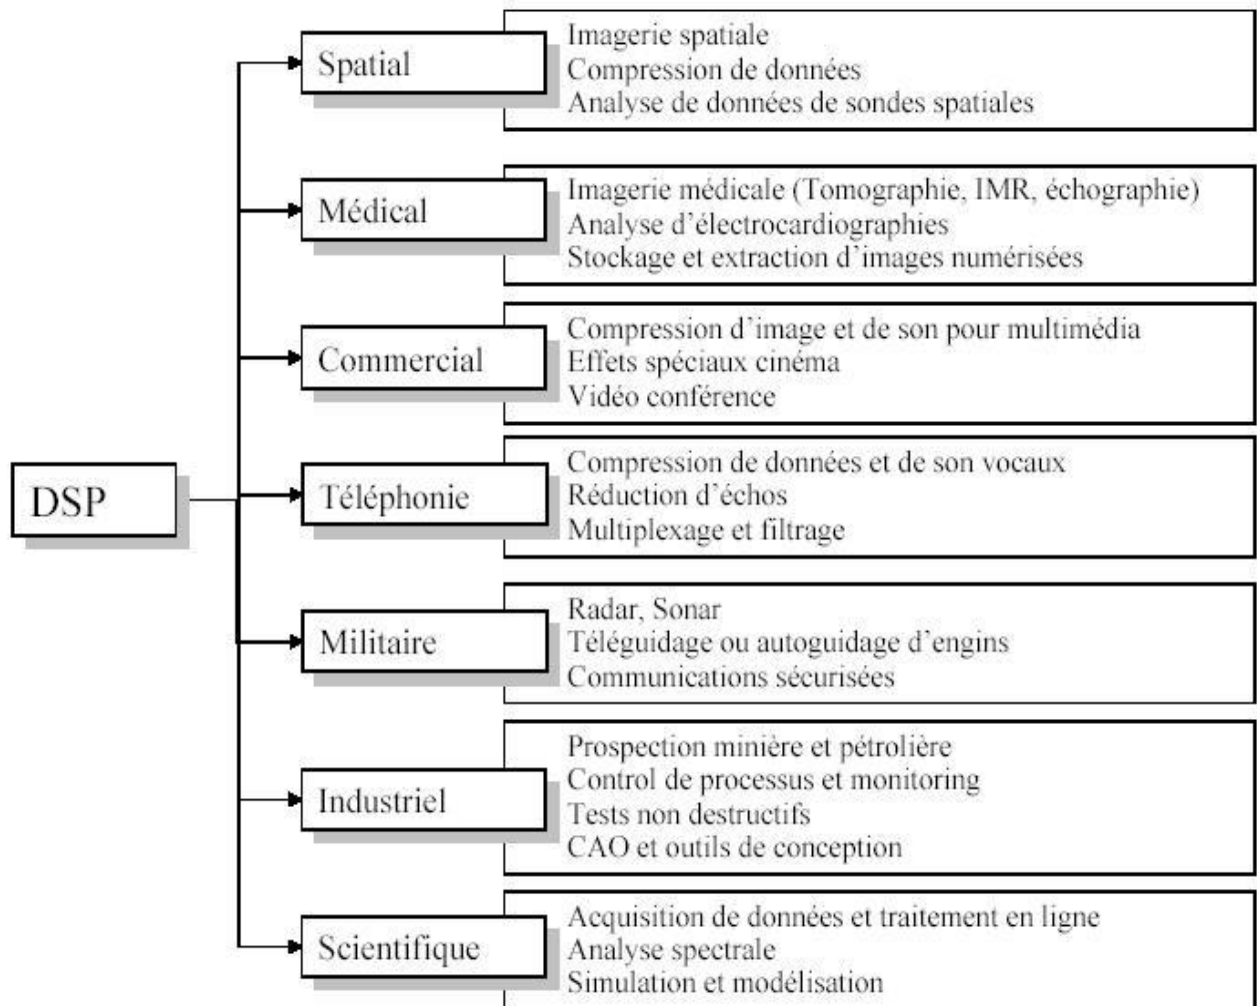 DSP
Spatial
Imagerie spatiale
Compression de données
Analyse de données de sondes spatiales
Médical
Imagerie médicale (Tomographie, IMR, échographie)
Analyse d'électrocardiographies
Stockage et extraction d'images numérisées
Commercial
Compression d'image et de son pour multimédia
Effets spéciaux cinéma
Vidéo conférence
Téléphonie
Compression de données et de son vocaux
Réduction d'échos
Multiplexage et filtrage
Militaire
Radar, Sonar
Téléguidage ou autoguidage d'engins
Communications sécurisées
Industriel
Prospection minière et pétrolière
Control de processus et monitoring
Tests non destructifs
CAO et outils de conception
Scientifique
Acquisition de données et traitement en ligne
Analyse spectrale
Simulation et modélisation